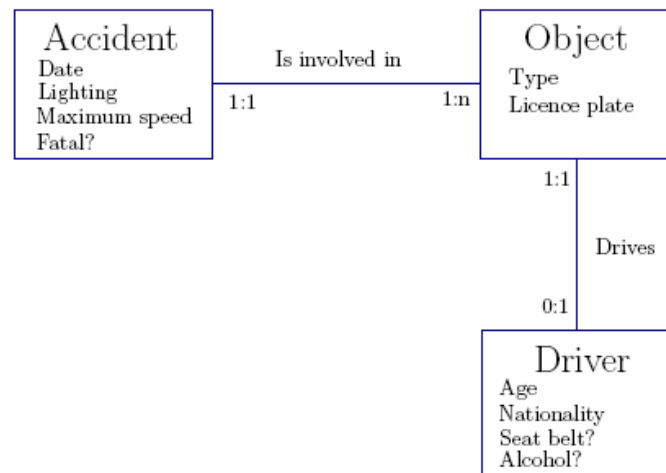 Accident
Date
Lighting
Maximum speed
Fatal?
Is involved in
1:1
1:n
Object
Type
Licence plate
1:1
Drives
0:1
Driver
Age
Nationality
Seat belt?
Alcohol?